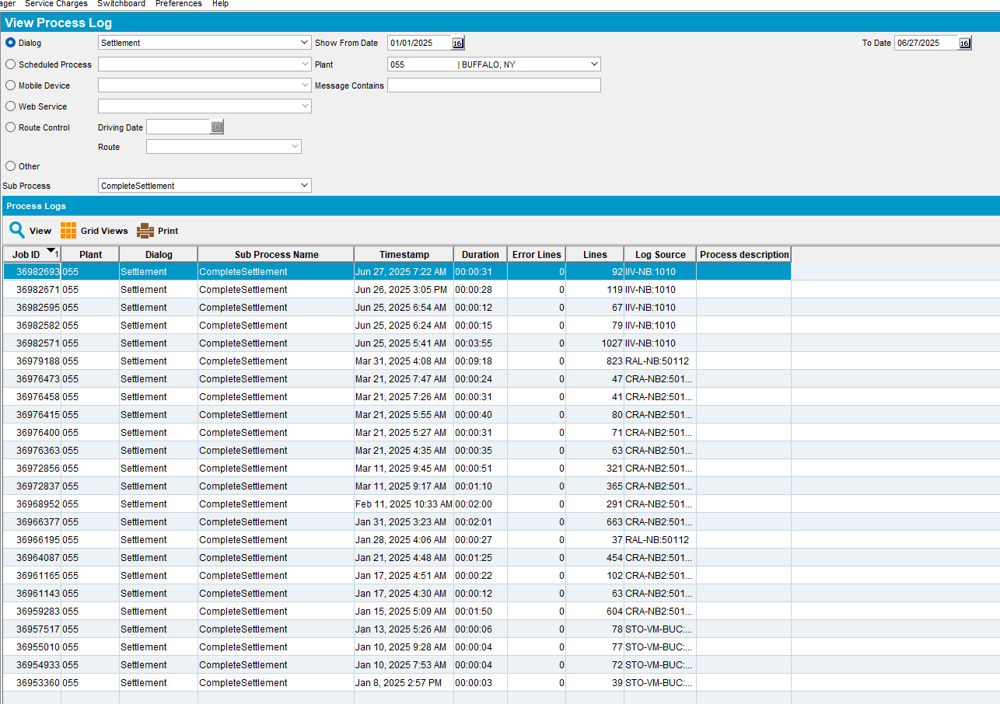 ager Service Charges Switchboard Preferences Help
View Process Log
Dialog Settlement Show From Date 01/01/2025 16 To Date 06/27/2025 16
Scheduled Process Plant 055 | BUFFALO, NY
Mobile Device Message Contains
Web Service
Route Control Driving Date 16
Route
Other
Sub Process CompleteSettlement
Process Logs
View Grid Views Print
Job ID 1 Plant Dialog Sub Process Name Timestamp Duration Error Lines Lines Log Source Process description
36982693 055 Settlement CompleteSettlement Jun 27, 2025 7:22 AM 00:00:31 0 92 IIV-NB:1010
36982671 055 Settlement CompleteSettlement Jun 26, 2025 3:05 PM 00:00:28 0 119 IIV-NB:1010
36982595 055 Settlement CompleteSettlement Jun 25, 2025 6:54 AM 00:00:12 0 67 IIV-NB:1010
36982582 055 Settlement CompleteSettlement Jun 25, 2025 6:24 AM 00:00:15 0 79 IIV-NB:1010
36982571 055 Settlement CompleteSettlement Jun 25, 2025 5:41 AM 00:03:55 0 1027 IIV-NB:1010
36979188 055 Settlement CompleteSettlement Mar 31, 2025 4:08 AM 00:09:18 0 823 RAL-NB:50112
36976473 055 Settlement CompleteSettlement Mar 21, 2025 7:47 AM 00:00:24 0 47 CRA-NB2:501...
36976458 055 Settlement CompleteSettlement Mar 21, 2025 7:26 AM 00:00:31 0 41 CRA-NB2:501...
36976415 055 Settlement CompleteSettlement Mar 21, 2025 5:55 AM 00:00:40 0 80 CRA-NB2:501...
36976400 055 Settlement CompleteSettlement Mar 21, 2025 5:27 AM 00:00:31 0 71 CRA-NB2:501...
36976363 055 Settlement CompleteSettlement Mar 21, 2025 4:35 AM 00:00:35 0 63 CRA-NB2:501...
36972856 055 Settlement CompleteSettlement Mar 11, 2025 9:45 AM 00:00:51 0 321 CRA-NB2:501...
36972837 055 Settlement CompleteSettlement Mar 11, 2025 9:17 AM 00:01:10 0 365 CRA-NB2:501...
36968952 055 Settlement CompleteSettlement Feb 11, 2025 10:33 AM 00:02:00 0 291 CRA-NB2:501...
36966377 055 Settlement CompleteSettlement Jan 31, 2025 3:23 AM 00:02:01 0 663 CRA-NB2:501...
36966195 055 Settlement CompleteSettlement Jan 28, 2025 4:06 AM 00:00:27 0 37 RAL-NB:50112
36964087 055 Settlement CompleteSettlement Jan 21, 2025 4:48 AM 00:01:25 0 454 CRA-NB2:501...
36961165 055 Settlement CompleteSettlement Jan 17, 2025 4:51 AM 00:00:22 0 102 CRA-NB2:501...
36961143 055 Settlement CompleteSettlement Jan 17, 2025 4:30 AM 00:00:12 0 63 CRA-NB2:501...
36959283 055 Settlement CompleteSettlement Jan 15, 2025 5:09 AM 00:01:50 0 604 CRA-NB2:501...
36957517 055 Settlement CompleteSettlement Jan 13, 2025 5:26 AM 00:00:06 0 78 STO-VM-BUC:...
36955010 055 Settlement CompleteSettlement Jan 10, 2025 9:28 AM 00:00:04 0 77 STO-VM-BUC:...
36954933 055 Settlement CompleteSettlement Jan 10, 2025 7:53 AM 00:00:04 0 72 STO-VM-BUC:...
36953360 055 Settlement CompleteSettlement Jan 8, 2025 2:57 PM 00:00:03 0 39 STO-VM-BUC:...